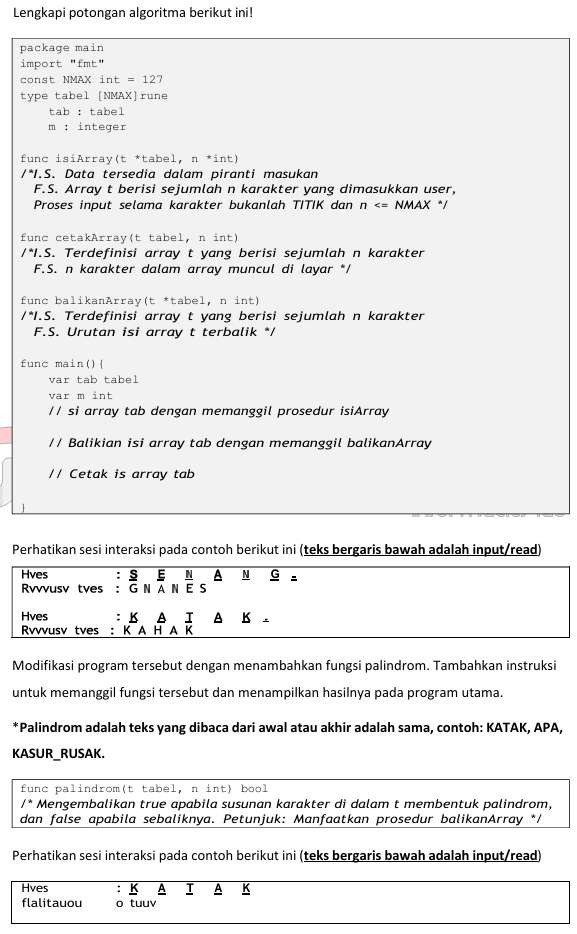 Lengkapi potongan algoritma berikut ini!
package main
import "fmt"
const NMAX int = 127
type tabel [NMAX]rune
tab : tabel
m : integer
func isiArray(t *tabel, n *int)
/*I.S. Data tersedia dalam piranti masukan
F.S. Array t berisi sejumlah n karakter yang dimasukkan user,
Proses input selama karakter bukanlah TITIK dan n <= NMAX */
func cetakArray(t tabel, n int)
/*I.S. Terdefinisi array t yang berisi sejumlah n karakter
F.S. n karakter dalam array muncul di layar */
func balikanArray(t *tabel, n int)
/*I.S. Terdefinisi array t yang berisi sejumlah n karakter
F.S. Urutan isi array t terbalik */
func main(){
var tab tabel
var m int
// si array tab dengan memanggil prosedur isiArray
// Balikian isi array tab dengan memanggil balikanArray
// Cetak is array tab
}
Perhatikan sesi interaksi pada contoh berikut ini (teks bergaris bawah adalah input/read)
Hves : S E N A N G .
Rvvvusv tves : G N A N E S
Hves : K A T A K .
Rvvvusv tves : K A H A K
Modifikasi program tersebut dengan menambahkan fungsi palindrom. Tambahkan instruksi
untuk memanggil fungsi tersebut dan menampilkan hasilnya pada program utama.
*Palindrom adalah teks yang dibaca dari awal atau akhir adalah sama, contoh: KATAK, APA,
KASUR_RUSAK.
func palindrom(t tabel, n int) bool
/* Mengembalikan true apabila susunan karakter di dalam t membentuk palindrom,
dan false apabila sebaliknya. Petunjuk: Manfaatkan prosedur balikanArray */
Perhatikan sesi interaksi pada contoh berikut ini (teks bergaris bawah adalah input/read)
Hves : K A T A K
flalitauou o tuuv